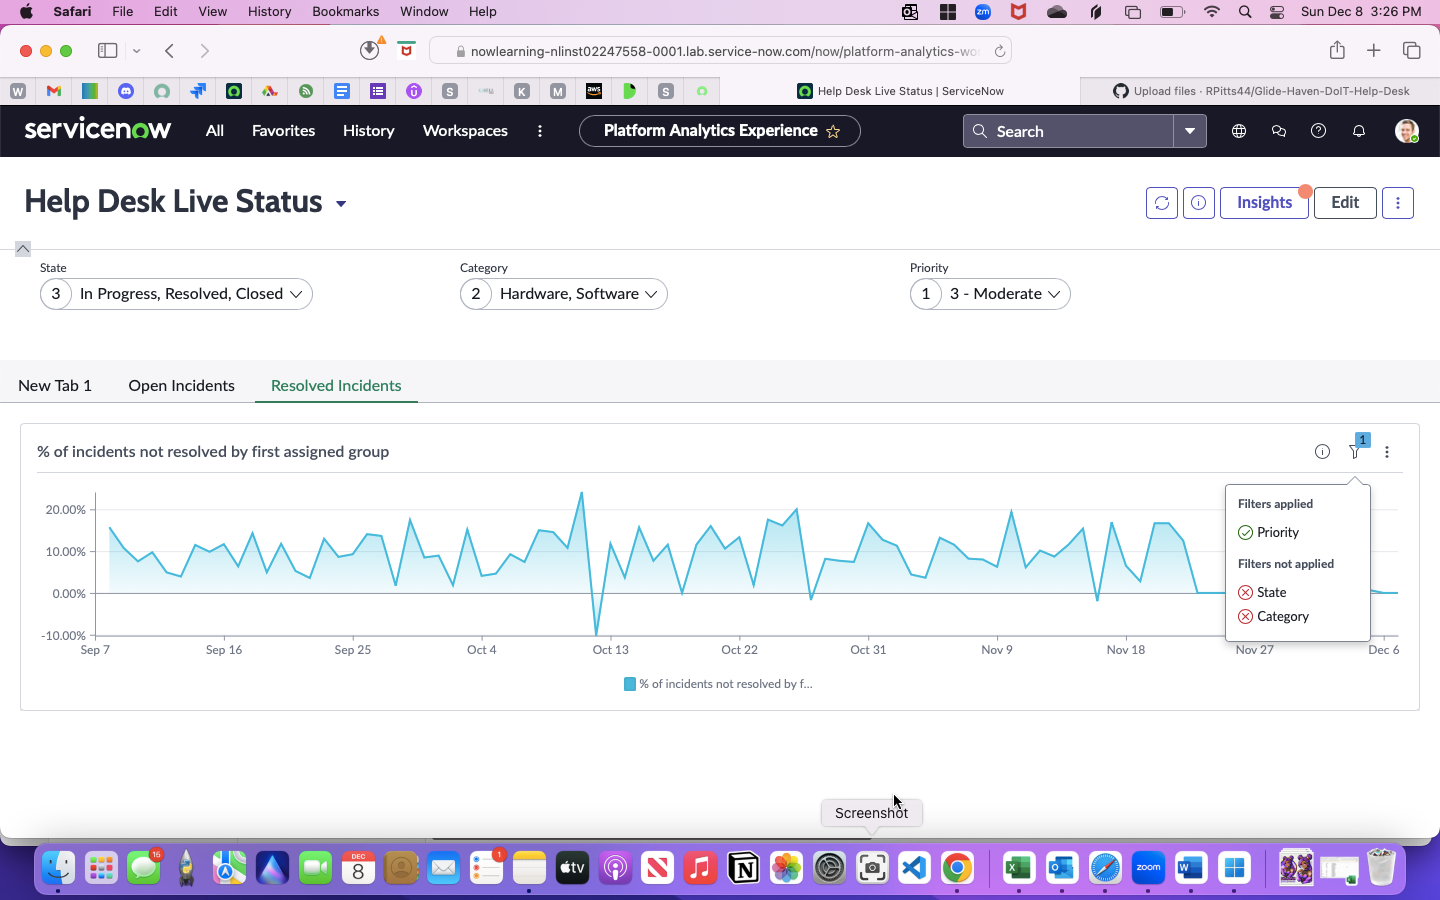 Safari File Edit View History Bookmarks Window Help zm Sun Dec 8 3:26 PM
nowlearning-nlinst02247558-0001.lab.service-now.com/now/platform-analytics-wo
W S K M aws S Help Desk Live Status | ServiceNow Upload files · RPitts44/Glide-Haven-DoIT-Help-Desk
servicenow All Favorites History Workspaces Platform Analytics Experience Search
Help Desk Live Status Insights Edit
State Category Priority
3 In Progress, Resolved, Closed 2 Hardware, Software 1 3 - Moderate
New Tab 1 Open Incidents Resolved Incidents
% of incidents not resolved by first assigned group 1
Filters applied
Priority
Filters not applied
State
Category
20.00%
10.00%
0.00%
-10.00%
Sep 7 Sep 16 Sep 25 Oct 4 Oct 13 Oct 22 Oct 31 Nov 9 Nov 18 Nov 27 Dec 6
% of incidents not resolved by f...
Screenshot
15 DEC 8 1 tv zoom